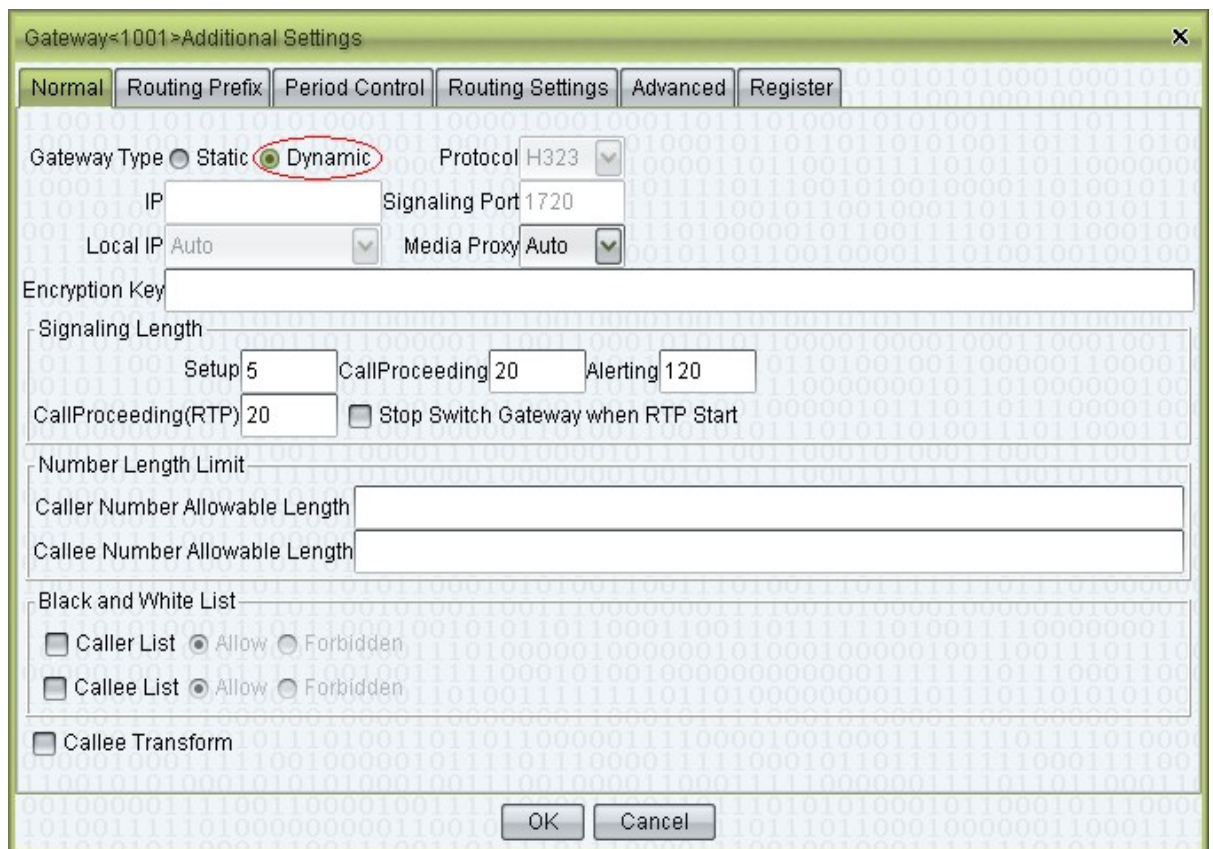 Gateway<1001>Additional Settings
Normal Routing Prefix Period Control Routing Settings Advanced Register
Gateway Type Static Dynamic Protocol H323
IP Signaling Port 1720
Local IP Auto Media Proxy Auto
Encryption Key
Signaling Length
Setup 5 CallProceeding 20 Alerting 120
CallProceeding(RTP) 20 Stop Switch Gateway when RTP Start
Number Length Limit
Caller Number Allowable Length
Callee Number Allowable Length
Black and White List
Caller List Allow Forbidden
Callee List Allow Forbidden
Callee Transform
OK Cancel